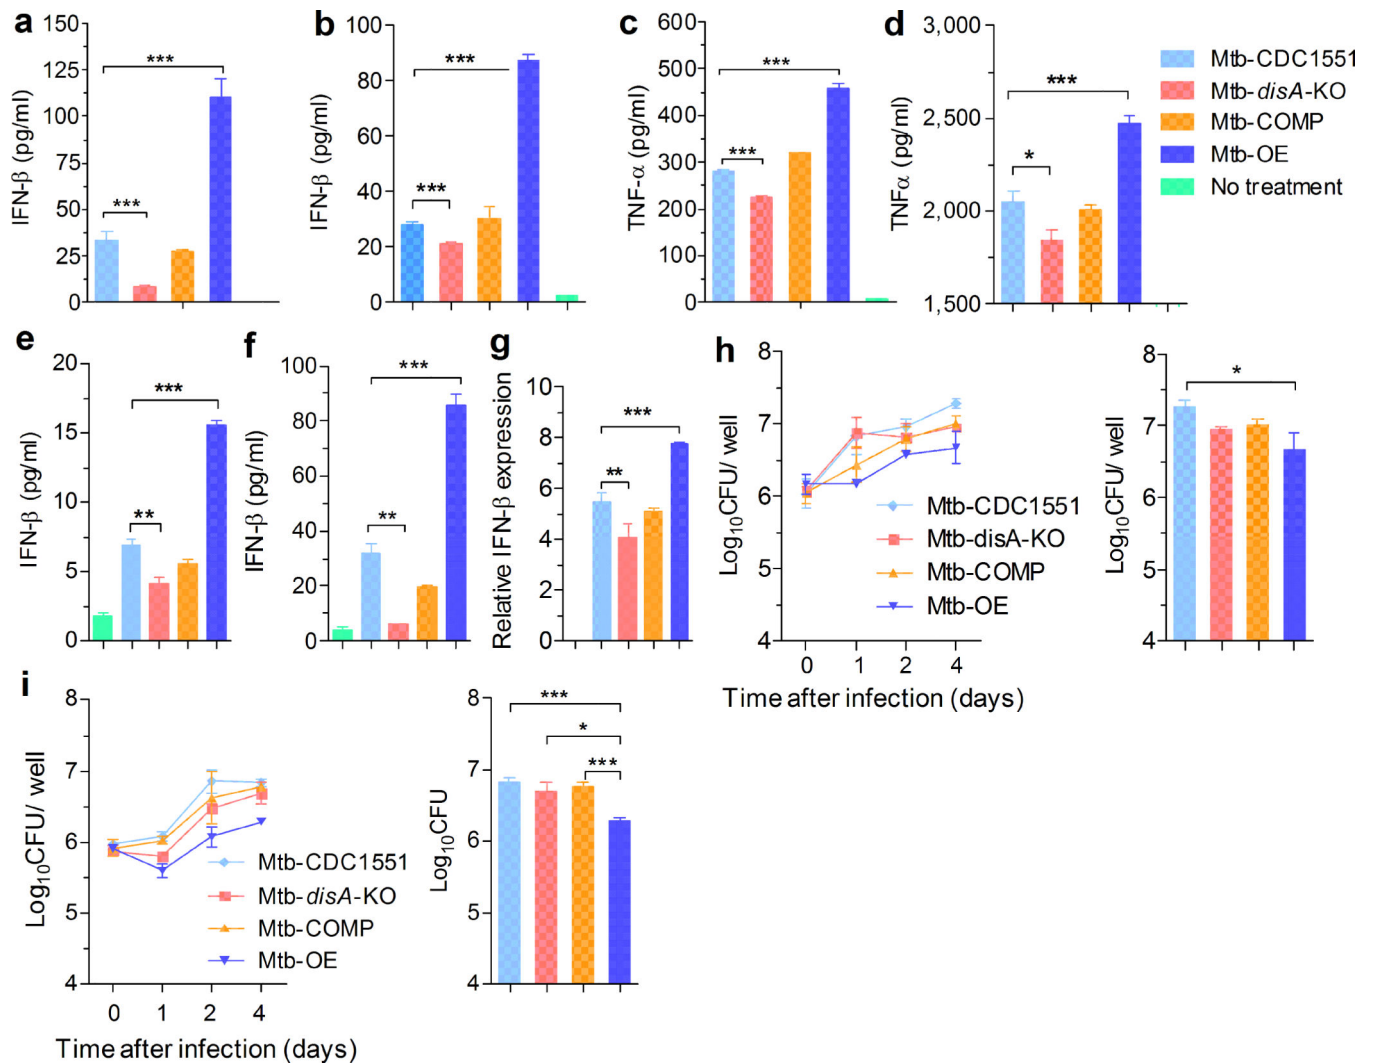 a
150
125
100
75
50
25
0
IFN-β (pg/ml)
***
***
b
100
80
60
40
20
0
IFN-β (pg/ml)
***
***
c
600
500
400
300
200
100
0
TNF-α (pg/ml)
***
***
d
3,000
2,500
2,000
1,500
TNFα (pg/ml)
***
*
Mtb-CDC1551
Mtb-disA-KO
Mtb-COMP
Mtb-OE
No treatment
e
20
15
10
5
0
IFN-β (pg/ml)
***
**
f
100
80
60
40
20
0
IFN-β (pg/ml)
***
**
g
10
8
6
4
2
0
Relative IFN-β expression
***
**
h
8
7
6
5
4
Log10CFU/ well
Mtb-CDC1551
Mtb-disA-KO
Mtb-COMP
Mtb-OE
0 1 2 4
Time after infection (days)
8
7
6
5
4
Log10CFU/ well
*
i
8
7
6
5
4
Log10CFU/ well
Mtb-CDC1551
Mtb-disA-KO
Mtb-COMP
Mtb-OE
0 1 2 4
Time after infection (days)
8
7
6
5
4
Log10CFU
***
*
***